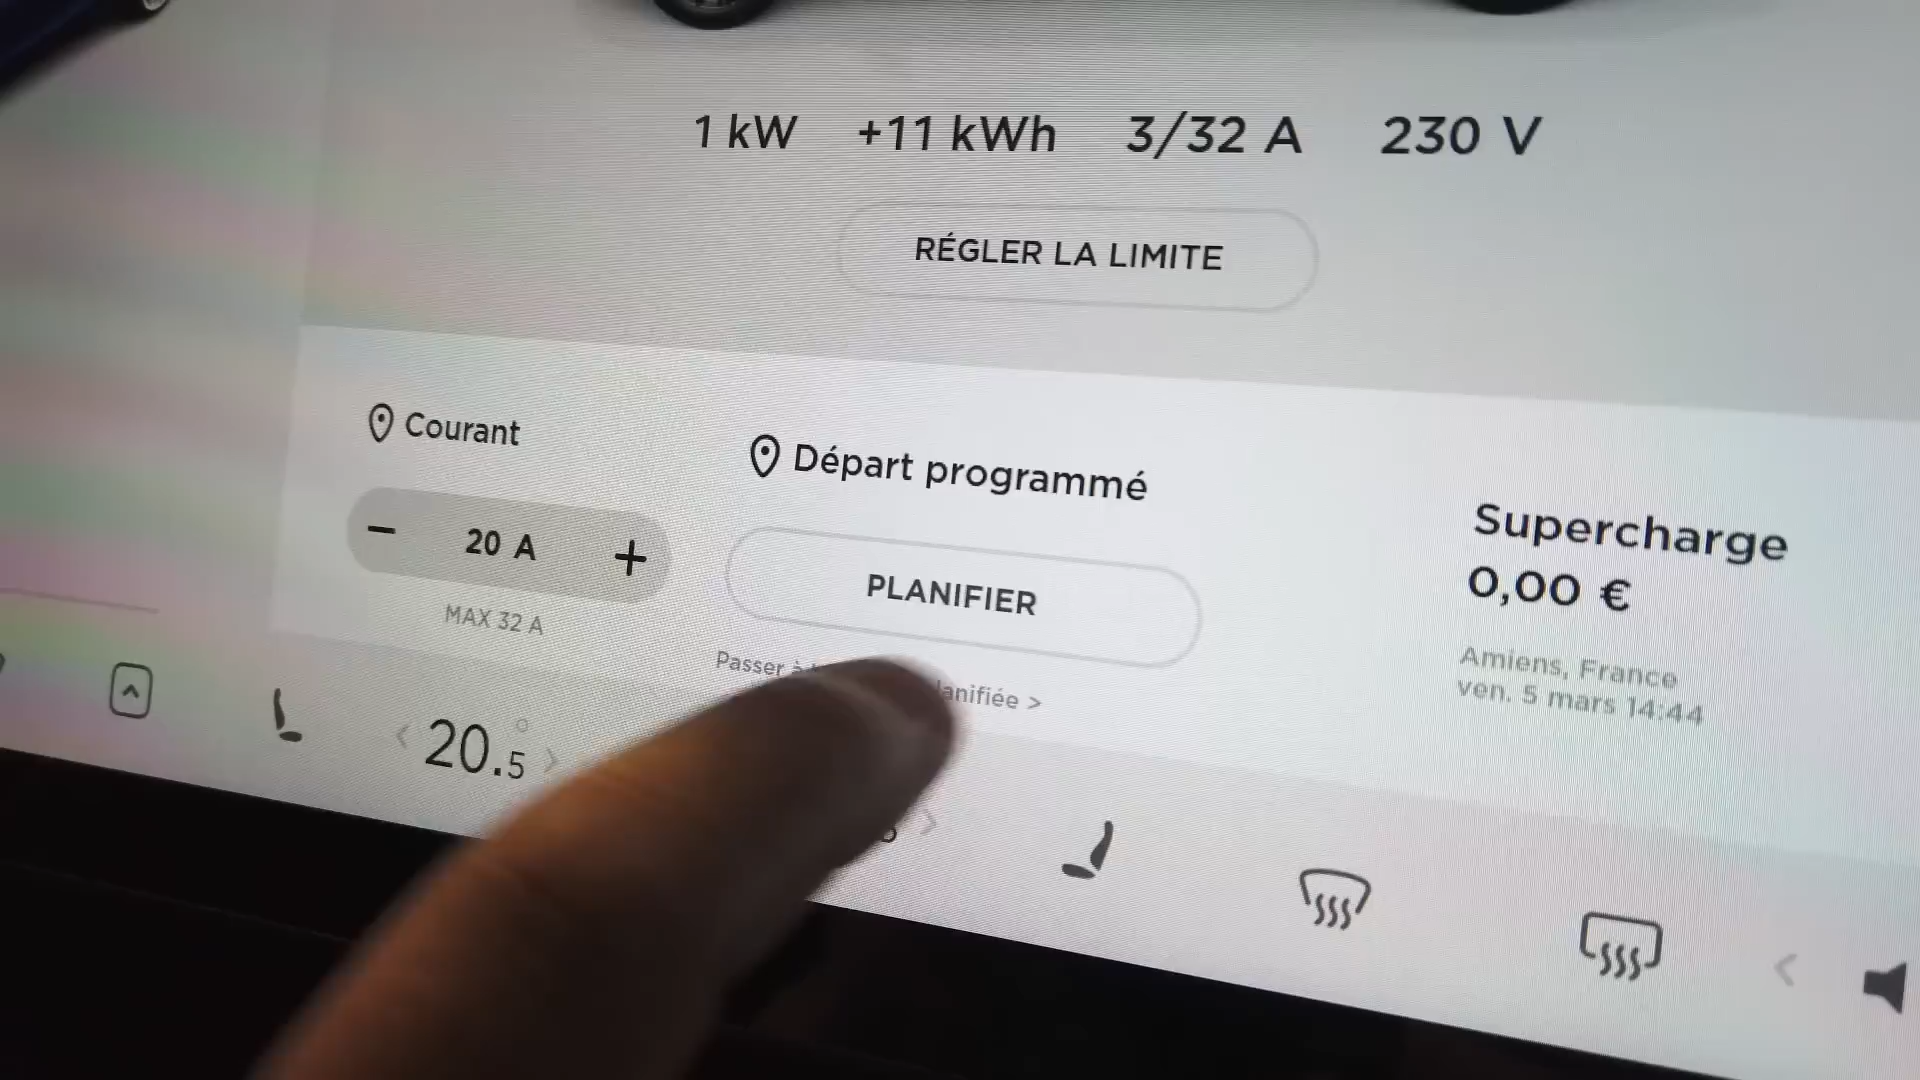 1 kW +11 kWh 3/32 A 230 V
RÉGLER LA LIMITE
Courant
− 20 A +
MAX 32 A
Départ programmé
PLANIFIER
Passer à
Supercharge
0,00 €
Amiens, France
ven. 5 mars 14:44
< 20.5° >